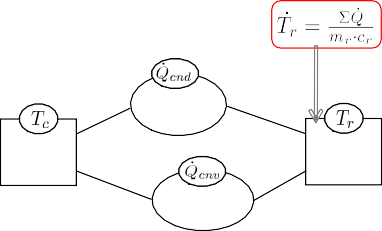 Ṫ_r = ΣQ̇ / (m_r·c_r)
Q̇_cnd
T_c
T_r
Q̇_cnv